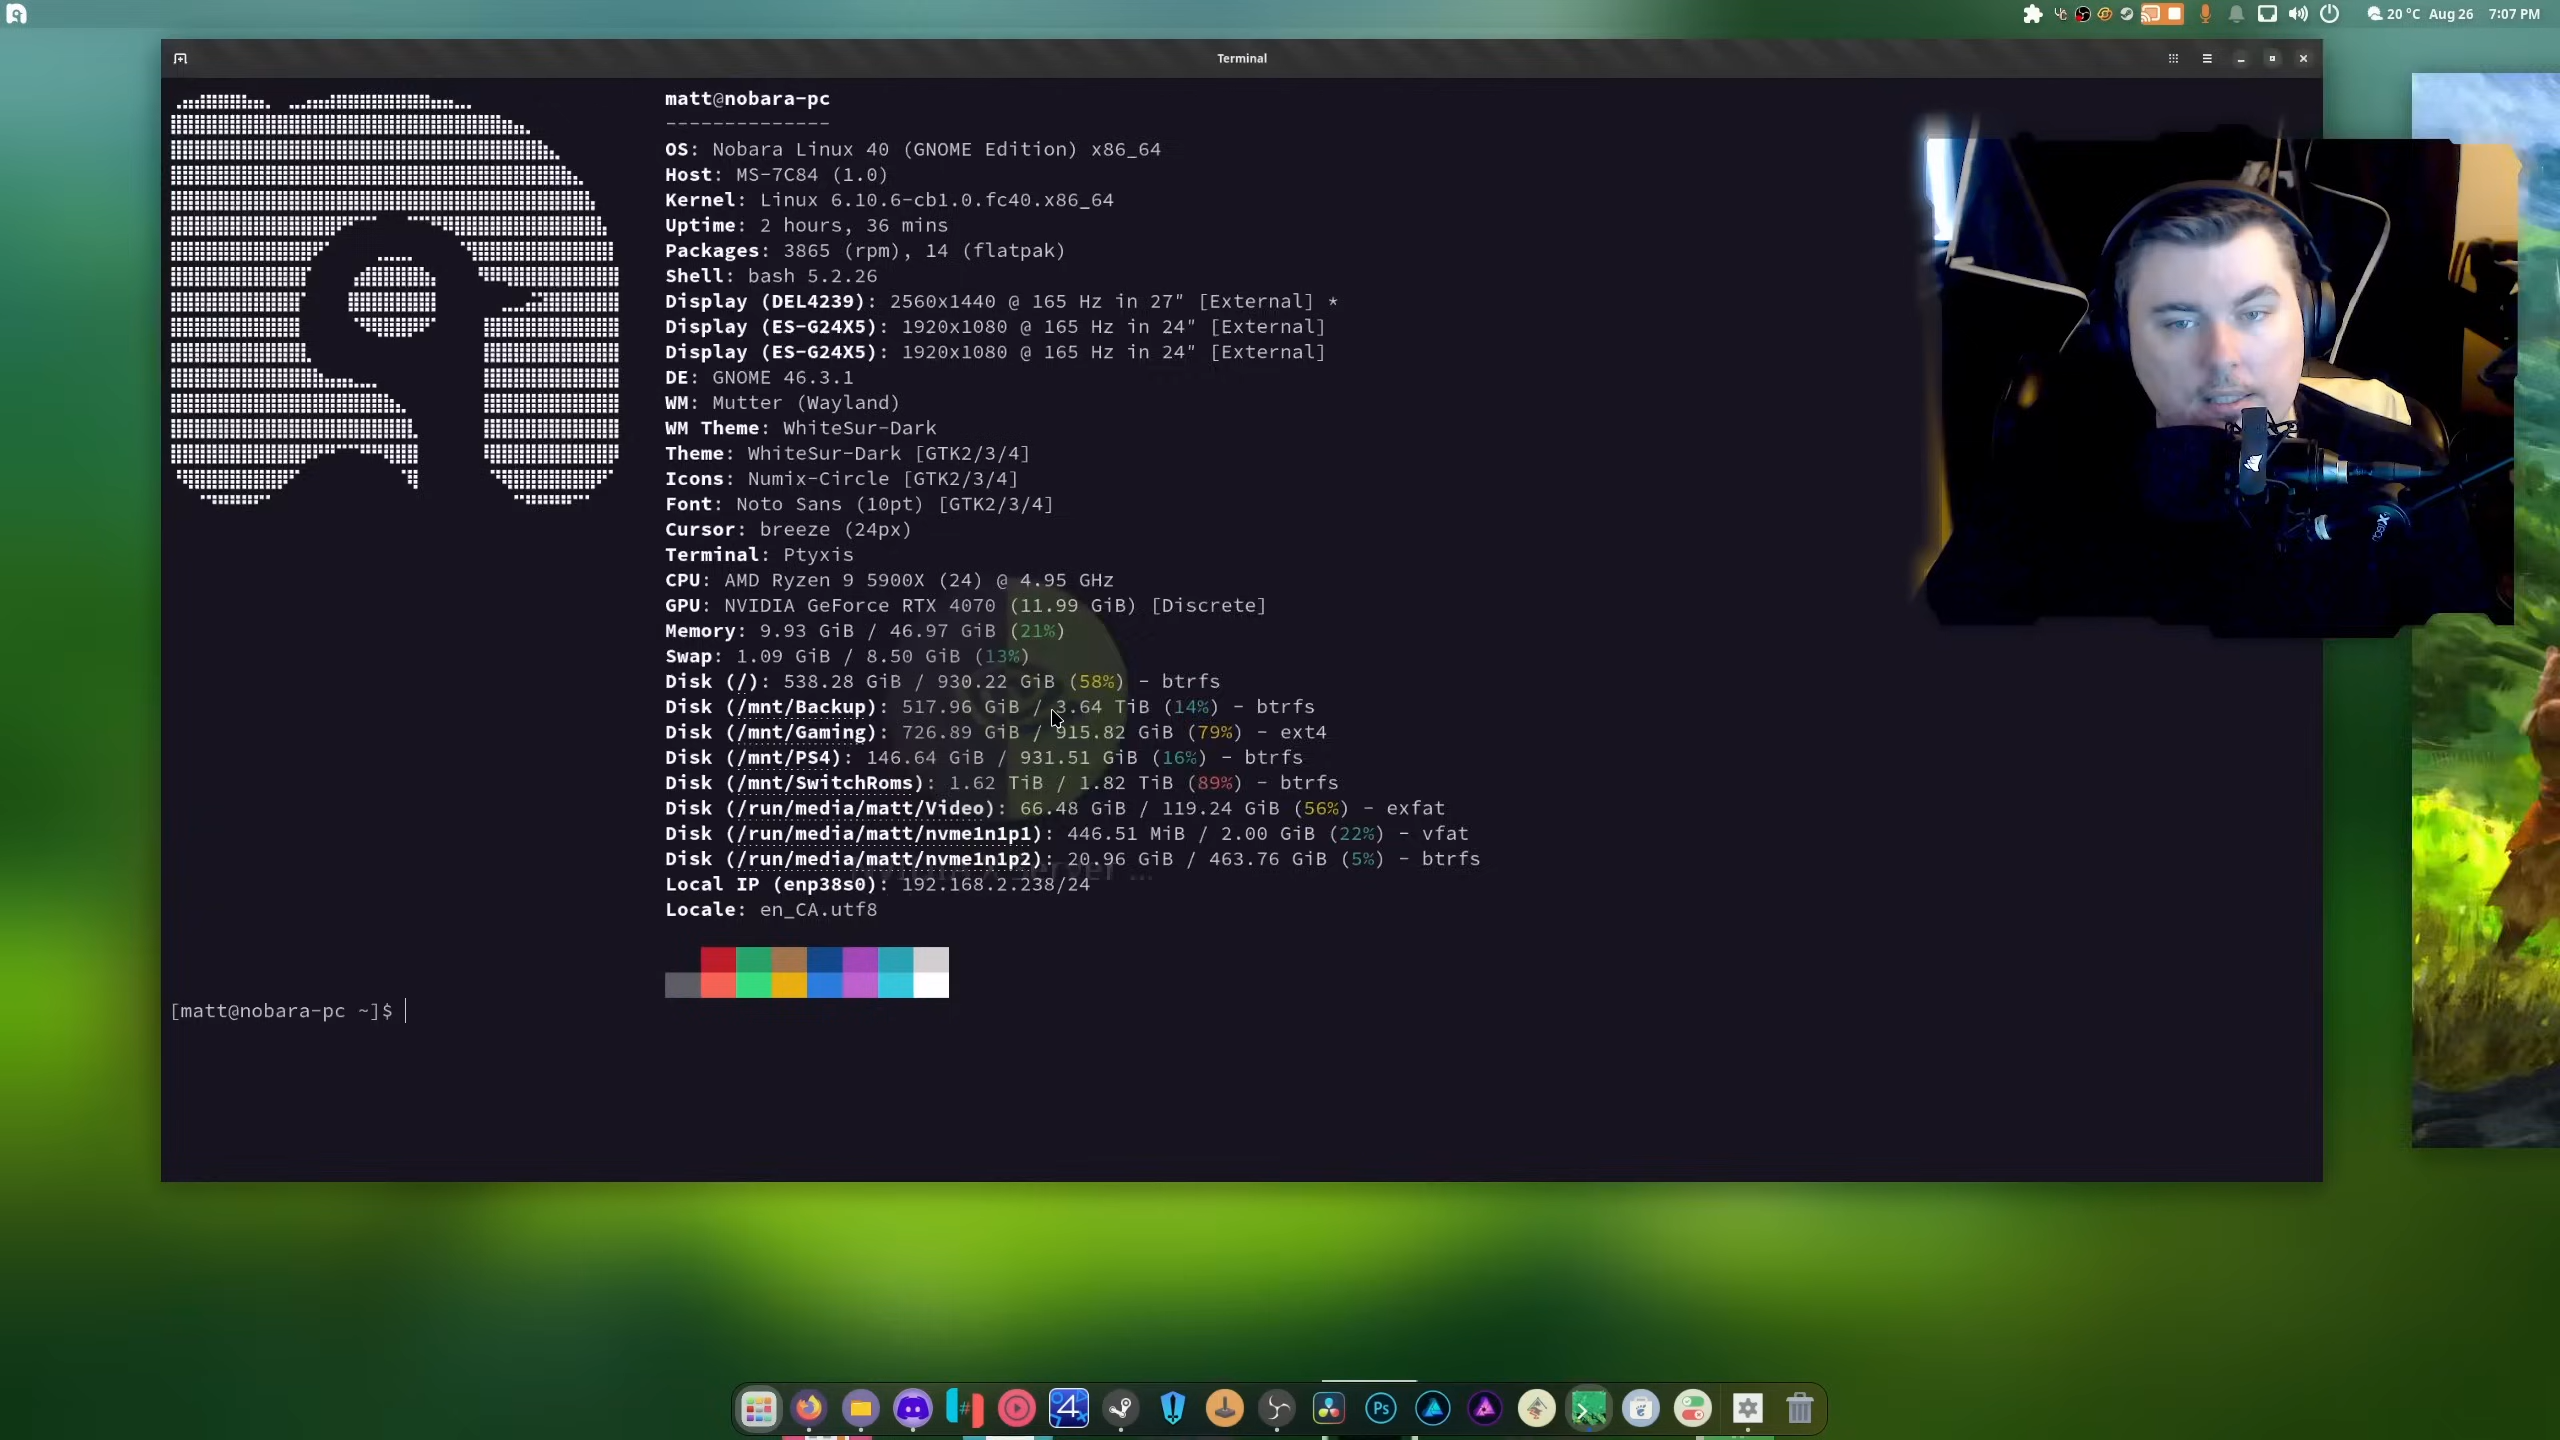 20 °C Aug 26 7:07 PM
Terminal
matt@nobara-pc
--------------
OS: Nobara Linux 40 (GNOME Edition) x86_64
Host: MS-7C84 (1.0)
Kernel: Linux 6.10.6-cb1.0.fc40.x86_64
Uptime: 2 hours, 36 mins
Packages: 3865 (rpm), 14 (flatpak)
Shell: bash 5.2.26
Display (DEL4239): 2560x1440 @ 165 Hz in 27" [External] *
Display (ES-G24X5): 1920x1080 @ 165 Hz in 24" [External]
Display (ES-G24X5): 1920x1080 @ 165 Hz in 24" [External]
DE: GNOME 46.3.1
WM: Mutter (Wayland)
WM Theme: WhiteSur-Dark
Theme: WhiteSur-Dark [GTK2/3/4]
Icons: Numix-Circle [GTK2/3/4]
Font: Noto Sans (10pt) [GTK2/3/4]
Cursor: breeze (24px)
Terminal: Ptyxis
CPU: AMD Ryzen 9 5900X (24) @ 4.95 GHz
GPU: NVIDIA GeForce RTX 4070 (11.99 GiB) [Discrete]
Memory: 9.93 GiB / 46.97 GiB (21%)
Swap: 1.09 GiB / 8.50 GiB (13%)
Disk (/): 538.28 GiB / 930.22 GiB (58%) - btrfs
Disk (/mnt/Backup): 517.96 GiB / 3.64 TiB (14%) - btrfs
Disk (/mnt/Gaming): 726.89 GiB / 915.82 GiB (79%) - ext4
Disk (/mnt/PS4): 146.64 GiB / 931.51 GiB (16%) - btrfs
Disk (/mnt/SwitchRoms): 1.62 TiB / 1.82 TiB (89%) - btrfs
Disk (/run/media/matt/Video): 66.48 GiB / 119.24 GiB (56%) - exfat
Disk (/run/media/matt/nvme1n1p1): 446.51 MiB / 2.00 GiB (22%) - vfat
Disk (/run/media/matt/nvme1n1p2): 20.96 GiB / 463.76 GiB (5%) - btrfs
Local IP (enp38s0): 192.168.2.238/24
Locale: en_CA.utf8
[matt@nobara-pc ~]$
# 4 Ps